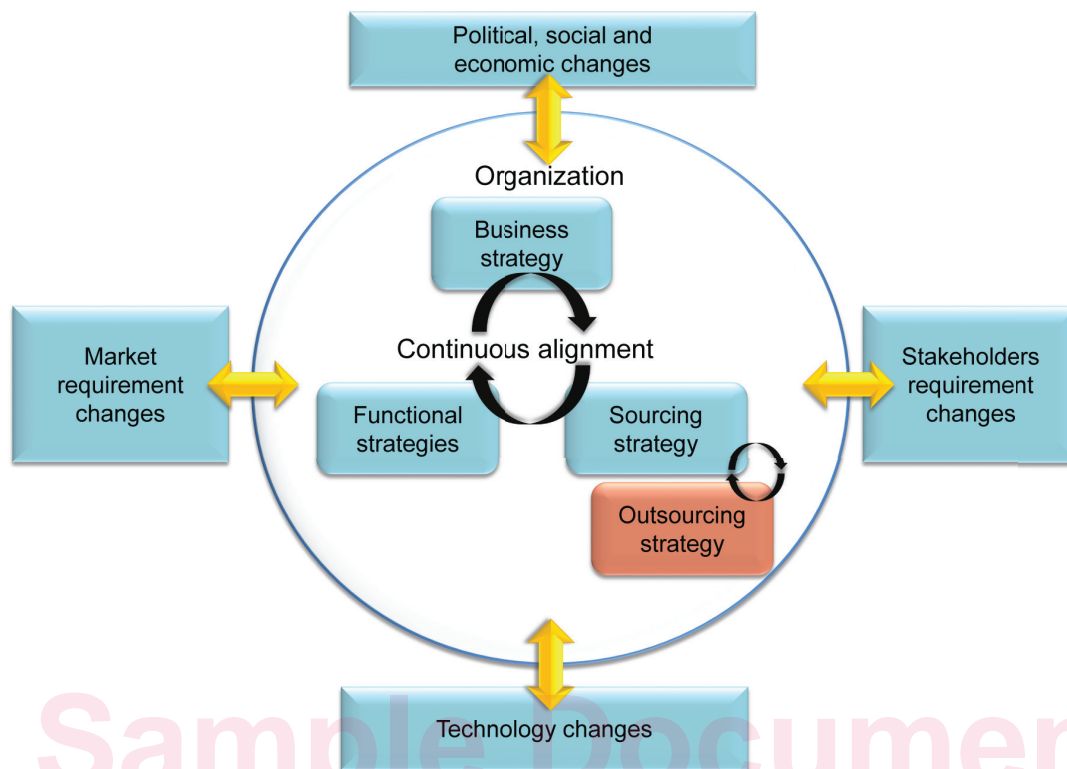 Political, social and
economic changes
Organization
Business
strategy
Continuous alignment
Market
requirement
changes
Stakeholders
requirement
changes
Functional
strategies
Sourcing
strategy
Outsourcing
strategy
Technology changes
Sample Documen